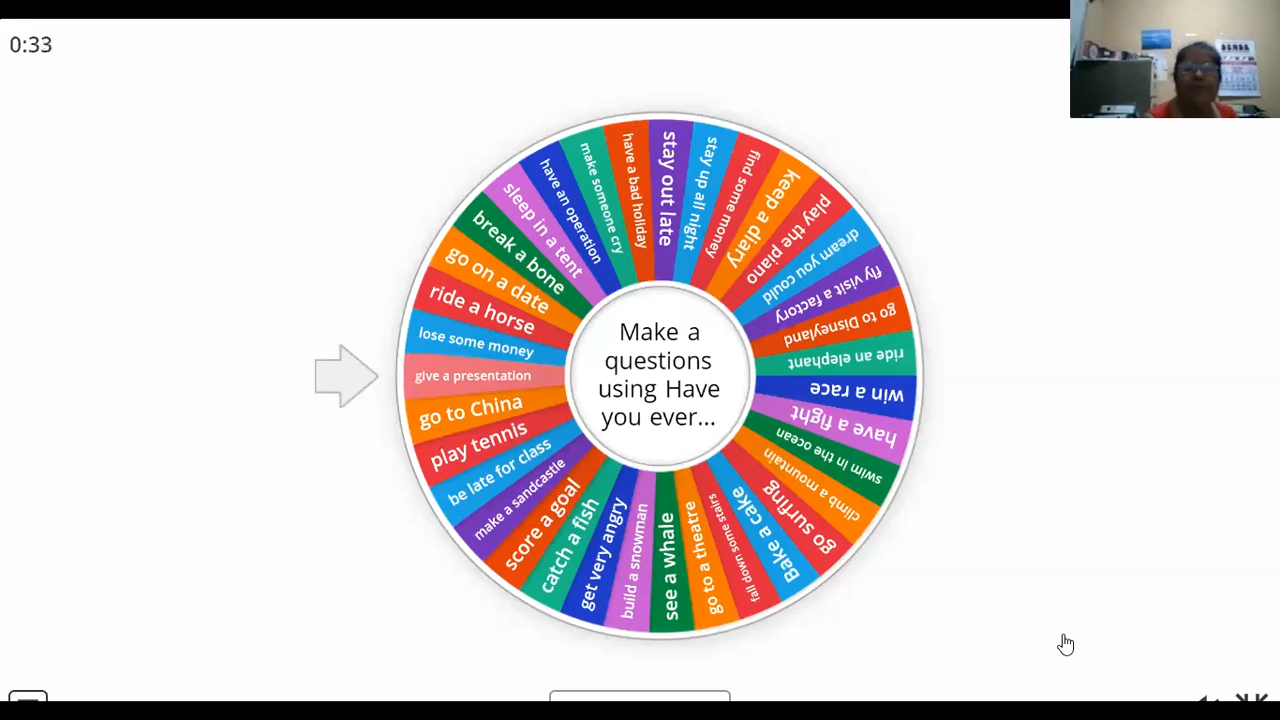 0:33
Make a
questions
using Have
you ever...
stay out late
stay up all night
find some money
keep a diary
play the piano
dream you could
fly visit a factory
go to Disneyland
ride an elephant
win a race
have a fight
swim in the ocean
climb a mountain
go surfing
Bake a cake
fall down some stairs
go to a theatre
see a whale
build a snowman
get very angry
catch a fish
score a goal
make a sandcastle
be late for class
play tennis
go to China
give a presentation
lose some money
ride a horse
go on a date
break a bone
sleep in a tent
have an operation
make someone cry
have a bad holiday